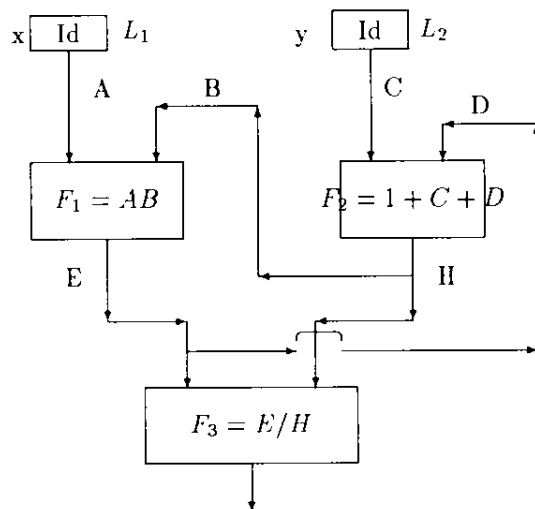 x Id L₁ y Id L₂
A B C D
F₁ = AB F₂ = 1 + C + D
E H
F₃ = E/H